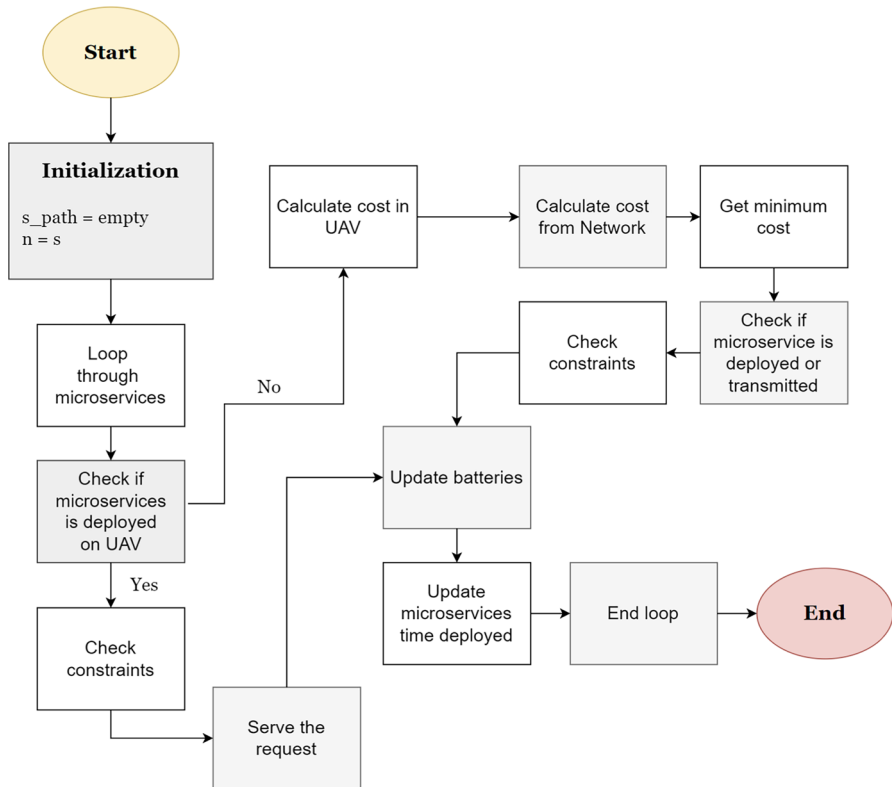 Start
Initialization
s_path = empty
n = s
Loop
through
microservices
Check if
microservices
is deployed
on UAV
No
Yes
Calculate cost in
UAV
Calculate cost
from Network
Get minimum
cost
Check if
microservice is
deployed or
transmitted
Check
constraints
Update batteries
Check
constraints
Serve the
request
Update
microservices
time deployed
End loop
End